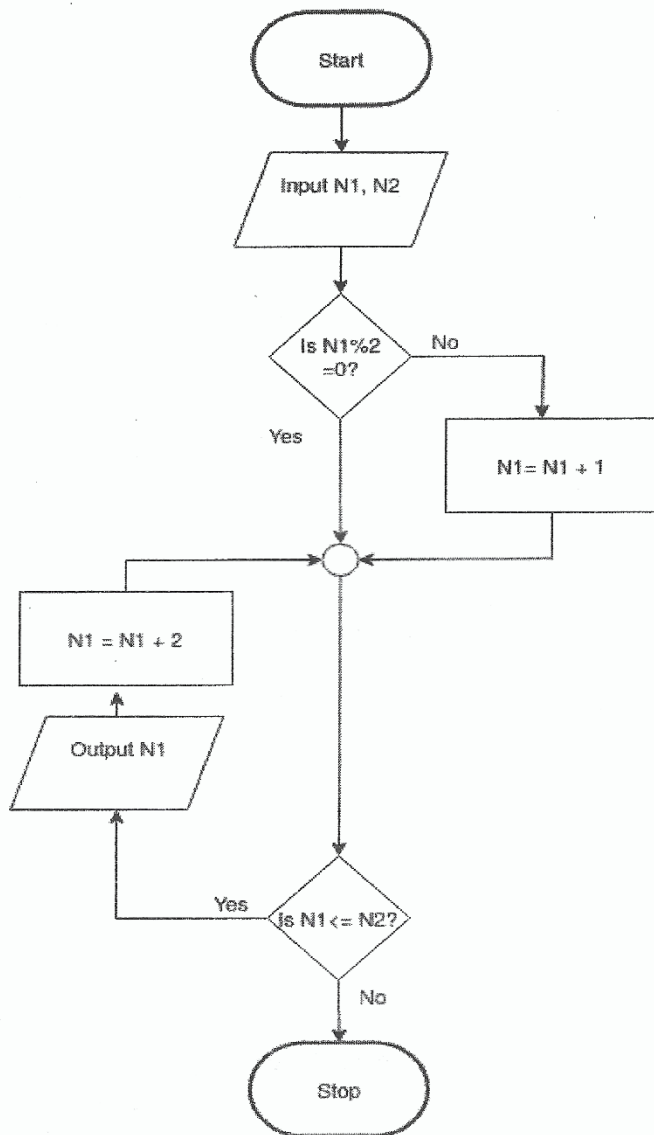 Start
Input N1, N2
Is N1%2
=0?
No
Yes
N1= N1 + 1
N1 = N1 + 2
Output N1
Yes
Is N1<= N2?
No
Stop